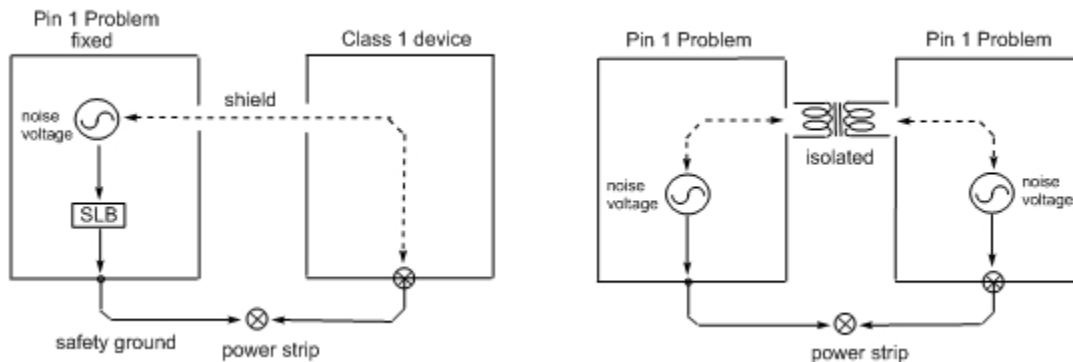 Pin 1 Problem
fixed
Class 1 device
shield
noise
voltage
SLB
safety ground
power strip
Pin 1 Problem
Pin 1 Problem
isolated
noise
voltage
noise
voltage
power strip